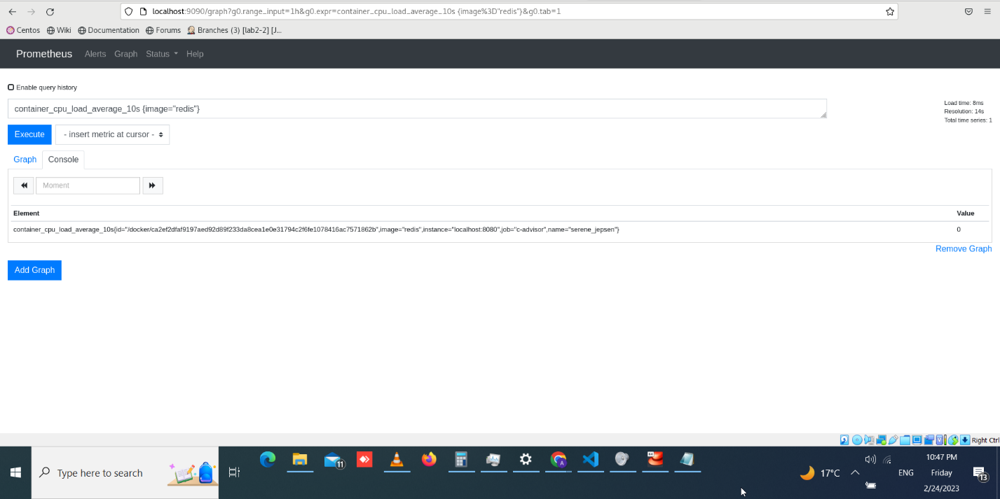 localhost:9090/graph?g0.range_input=1h&g0.expr=container_cpu_load_average_10s {image%3D"redis"}&g0.tab=1
Centos Wiki Documentation Forums Branches (3) [lab2-2] [J...
Prometheus Alerts Graph Status Help
Enable query history
container_cpu_load_average_10s {image="redis"}
Load time: 8ms
Resolution: 14s
Total time series: 1
Execute - insert metric at cursor -
Graph Console
Moment
Element Value
container_cpu_load_average_10s{id="/docker/ca2ef2dfaf9197aed92d89f233da8cea1e0e31794c2f6fe1078416ac7571862b",image="redis",instance="localhost:8080",job="c-advisor",name="serene_jepsen"} 0
Remove Graph
Add Graph
Right Ctrl
Type here to search
11
A
17°C
ENG
10:47 PM
Friday
2/24/2023
13